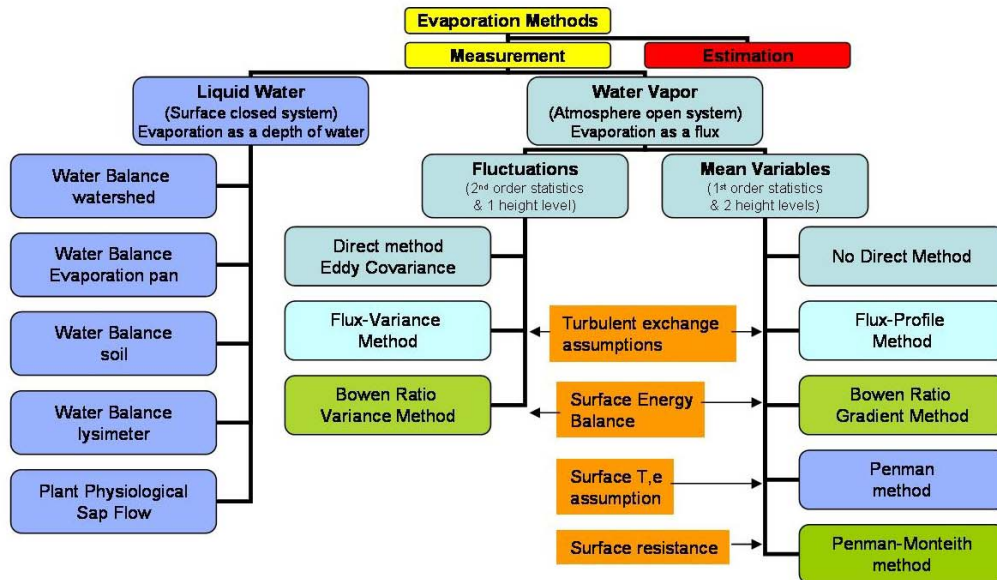 Evaporation Methods
Measurement
Estimation
Liquid Water
(Surface closed system)
Evaporation as a depth of water
Water Vapor
(Atmosphere open system)
Evaporation as a flux
Fluctuations
(2nd order statistics
& 1 height level)
Mean Variables
(1st order statistics
& 2 height levels)
Water Balance
watershed
Water Balance
Evaporation pan
Water Balance
soil
Water Balance
lysimeter
Plant Physiological
Sap Flow
Direct method
Eddy Covariance
Flux-Variance
Method
Bowen Ratio
Variance Method
Turbulent exchange
assumptions
Surface Energy
Balance
Surface T,e
assumption
Surface resistance
No Direct Method
Flux-Profile
Method
Bowen Ratio
Gradient Method
Penman
method
Penman-Monteith
method